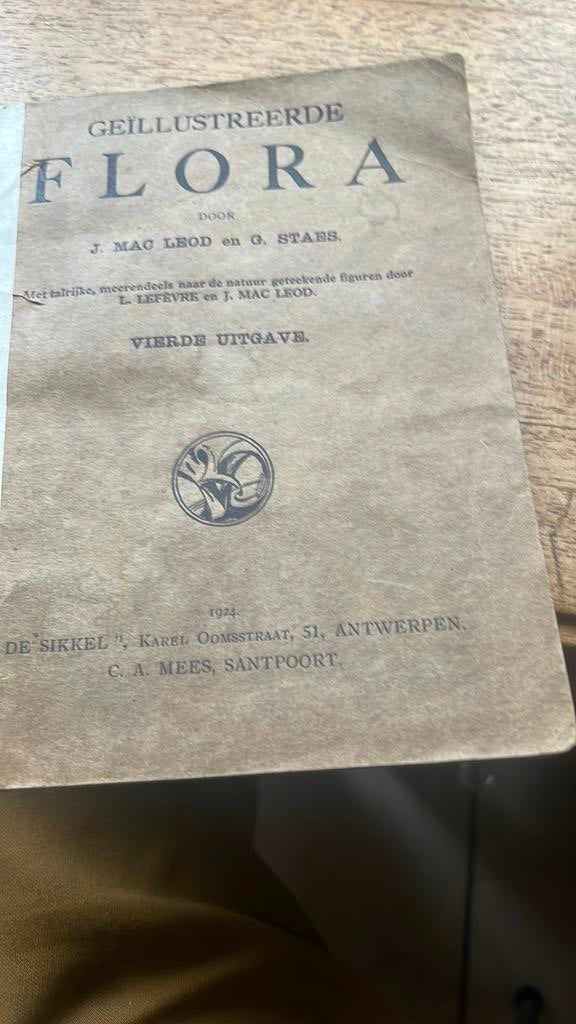 GEÏLLUSTREERDE
FLORA
DOOR
J. MAC LEOD en G. STAES.
Met talrijke, meerendeels naar de natuur geteekende figuren door
L. LEFÈVRE en J. MAC LEOD.
VIERDE UITGAVE.
1924.
DE "SIKKEL", KAREL OOMSSTRAAT, 51, ANTWERPEN.
C. A. MEES, SANTPOORT.